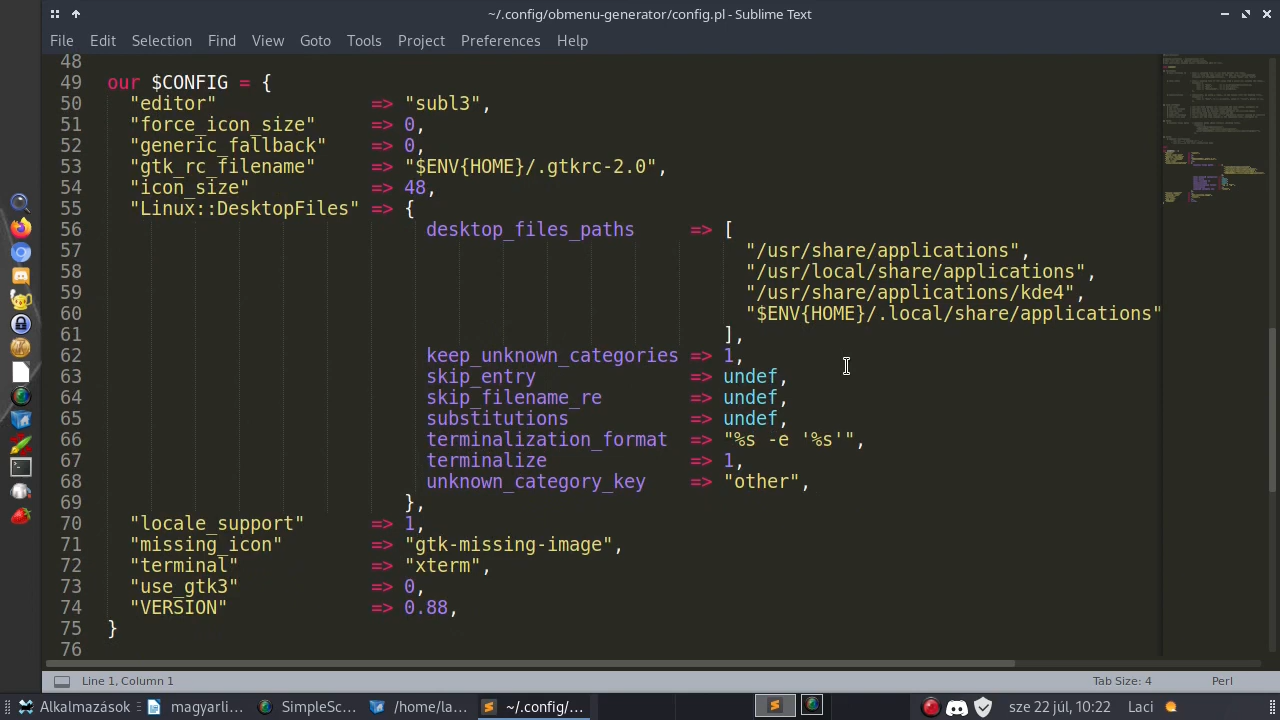 ~/.config/obmenu-generator/config.pl - Sublime Text
File Edit Selection Find View Goto Tools Project Preferences Help
48
49 our $CONFIG = {
50 "editor" => "subl3",
51 "force_icon_size" => 0,
52 "generic_fallback" => 0,
53 "gtk_rc_filename" => "$ENV{HOME}/.gtkrc-2.0",
54 "icon_size" => 48,
55 "Linux::DesktopFiles" => {
56 desktop_files_paths => [
57 "/usr/share/applications",
58 "/usr/local/share/applications",
59 "/usr/share/applications/kde4",
60 "$ENV{HOME}/.local/share/applications"
61 ],
62 keep_unknown_categories => 1,
63 skip_entry => undef,
64 skip_filename_re => undef,
65 substitutions => undef,
66 terminalization_format => "%s -e '%s'",
67 terminalize => 1,
68 unknown_category_key => "other",
69 },
70 "locale_support" => 1,
71 "missing_icon" => "gtk-missing-image",
72 "terminal" => "xterm",
73 "use_gtk3" => 0,
74 "VERSION" => 0.88,
75 }
76
Line 1, Column 1 Tab Size: 4 Perl
Alkalmazások magyarli... SimpleSc... /home/la... ~/.config/... sze 22 júl, 10:22 Laci